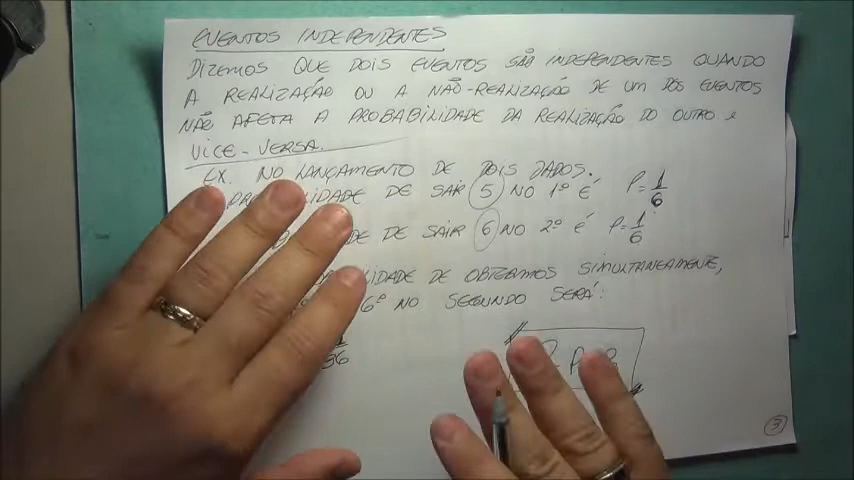 EVENTOS INDEPENDENTES
DIZEMOS QUE DOIS EVENTOS SÃO INDEPENDENTES QUANDO
A REALIZAÇÃO OU A NÃO-REALIZAÇÃO DE UM DOS EVENTOS
NÃO AFETA A PROBABILIDADE DA REALIZAÇÃO DO OUTRO e
VICE-VERSA.
EX. NO LANÇAMENTO DE DOIS DADOS.
DE SAIR 5 NO 1º É P=1/6
DE SAIR 6 NO 2º É P=1/6
DE OBTERMOS SIMULTANEAMENTE,
6º NO SEGUNDO SERÁ:
36
3